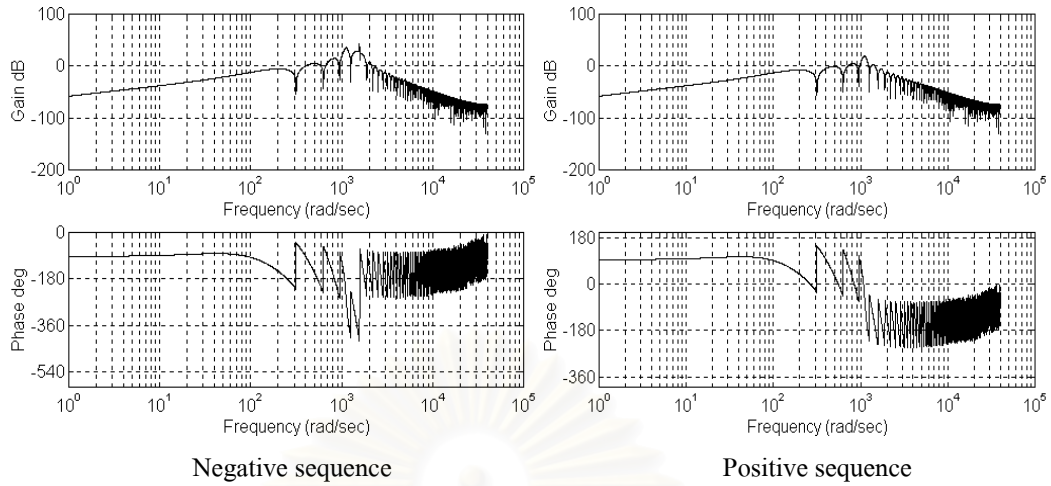 100
0
-100
-200
Gain dB
10^0 10^1 10^2 10^3 10^4 10^5
Frequency (rad/sec)
0
-180
-360
-540
Phase deg
10^0 10^1 10^2 10^3 10^4 10^5
Frequency (rad/sec)
Negative sequence
100
0
-100
-200
Gain dB
10^0 10^1 10^2 10^3 10^4 10^5
Frequency (rad/sec)
180
0
-180
-360
Phase deg
10^0 10^1 10^2 10^3 10^4 10^5
Frequency (rad/sec)
Positive sequence